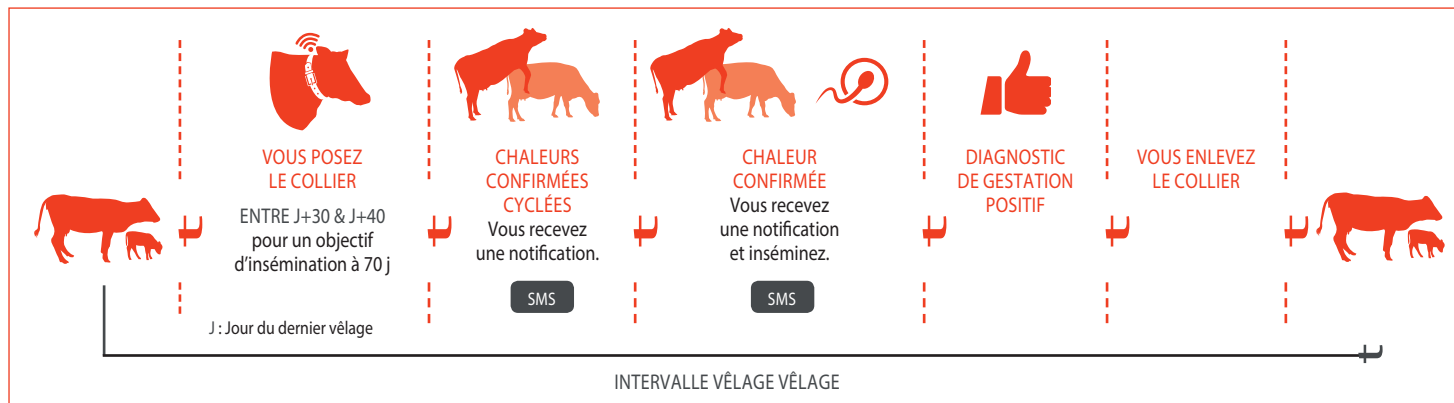 VOUS POSEZ
LE COLLIER
ENTRE J+30 & J+40
pour un objectif
d'insémination à 70 j
J : Jour du dernier vêlage
CHALEURS
CONFIRMÉES
CYCLÉES
Vous recevez
une notification.
SMS
CHALEUR
CONFIRMÉE
Vous recevez
une notification
et inséminez.
SMS
DIAGNOSTIC
DE GESTATION
POSITIF
VOUS ENLEVEZ
LE COLLIER
INTERVALLE VÊLAGE VÊLAGE